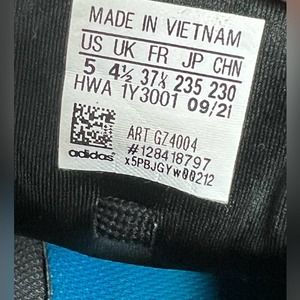 MADE IN VIETNAM
US UK FR JP CHN
5 4½ 37⅓ 235 230
HWA 1Y3001 09/21
ART GZ4004
#128418797
adidas
x5PBJGYw00212